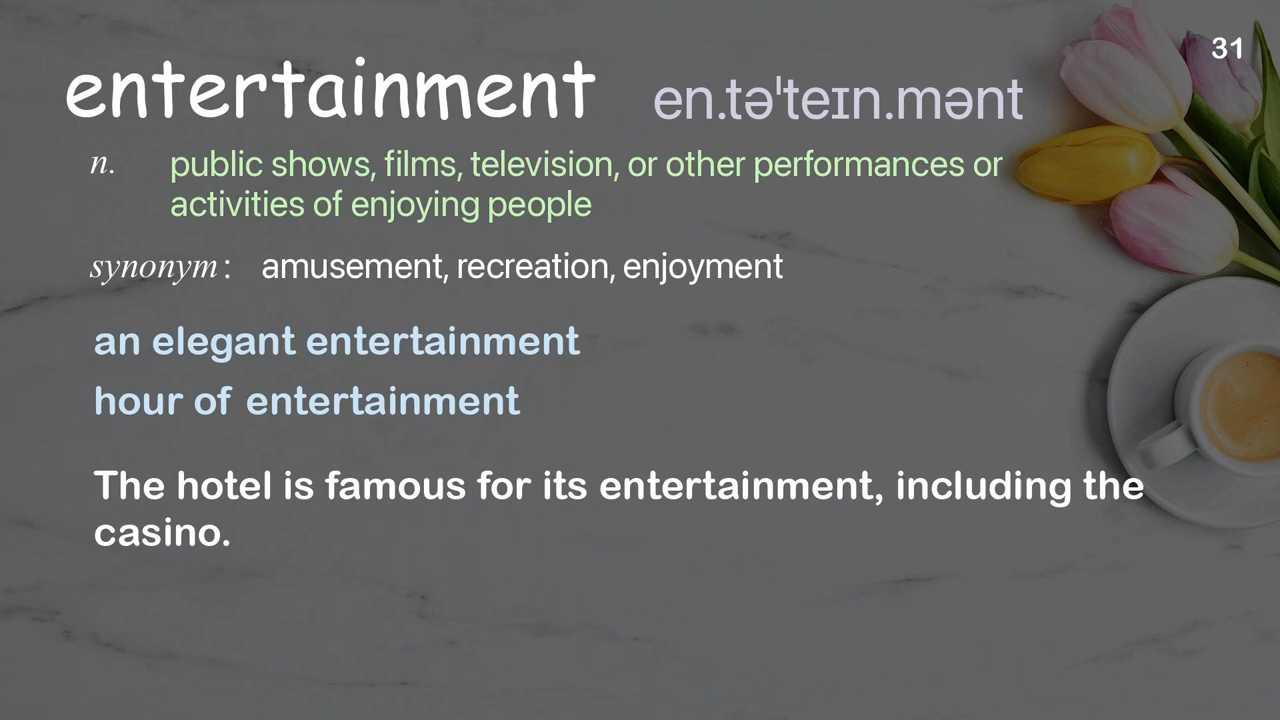 31
entertainment en.təˈteɪn.mənt
n. public shows, films, television, or other performances or
activities of enjoying people
synonym: amusement, recreation, enjoyment
an elegant entertainment
hour of entertainment
The hotel is famous for its entertainment, including the
casino.